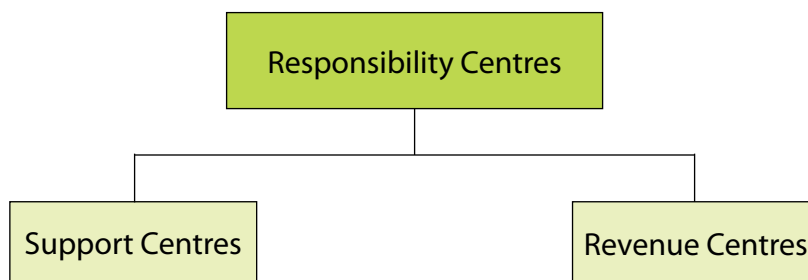 Responsibility Centres
Support Centres
Revenue Centres